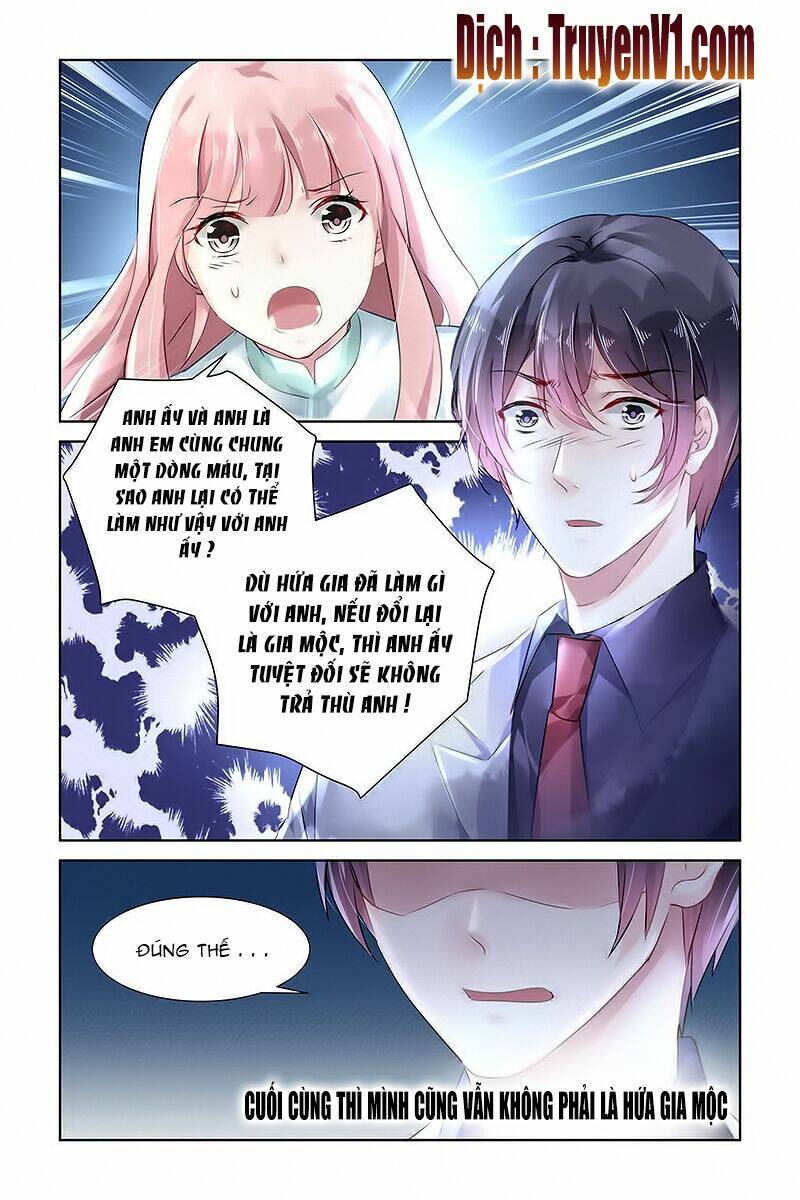 Dịch : TruyenV1.com
ANH ẤY VÀ ANH LÀ
ANH EM CÙNG CHUNG
MỘT DÒNG MÁU, TẠI
SAO ANH LẠI CÓ THỂ
LÀM NHƯ VẬY VỚI ANH
ẤY ?
DÙ HỨA GIA ĐÃ LÀM GÌ
VỚI ANH, NẾU ĐỔI LẠI
LÀ GIA MỘC, THÌ ANH ẤY
TUYỆT ĐỐI SẼ KHÔNG
TRẢ THÙ ANH !
ĐÚNG THẾ . . .
CUỐI CÙNG THÌ MÌNH CŨNG VẪN KHÔNG PHẢI LÀ HỨA GIA MỘC